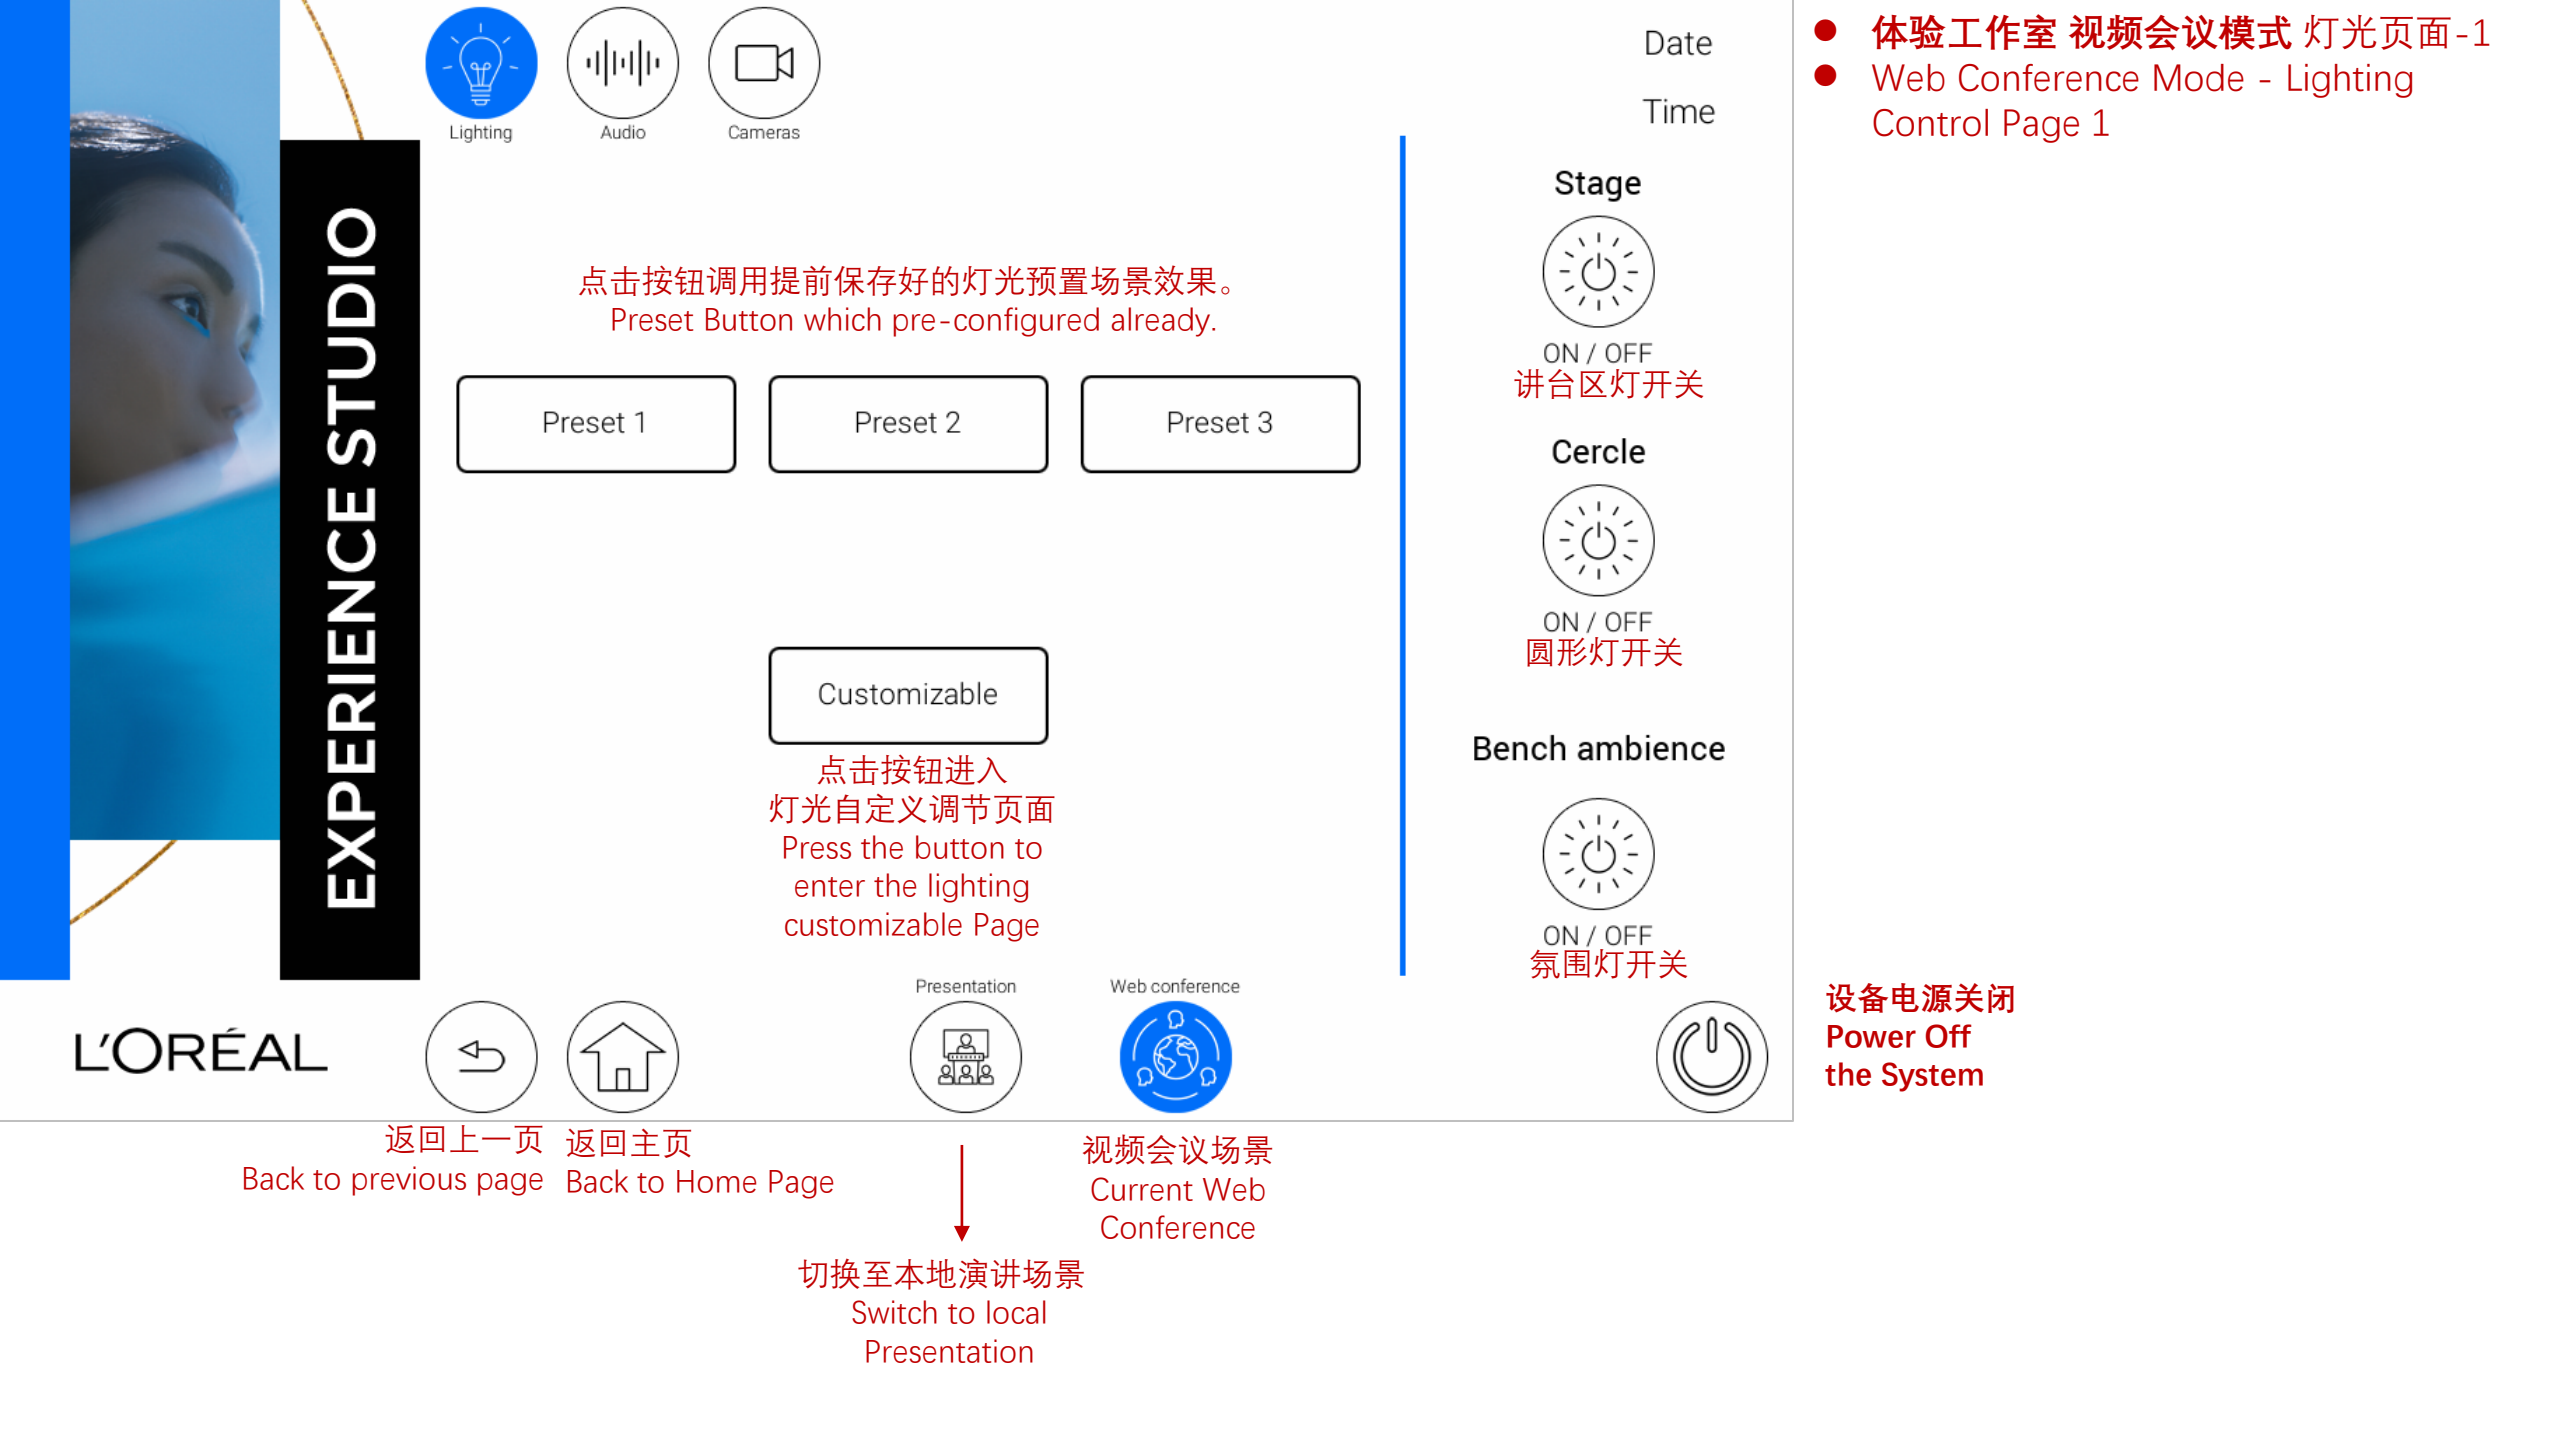 Lighting
Audio
Cameras
Date
Time
体验工作室 视频会议模式 灯光页面-1
Web Conference Mode - Lighting
Control Page 1
EXPERIENCE STUDIO
点击按钮调用提前保存好的灯光预置场景效果。
Preset Button which pre-configured already.
Preset 1
Preset 2
Preset 3
Customizable
点击按钮进入
灯光自定义调节页面
Press the button to
enter the lighting
customizable Page
Stage
ON / OFF
讲台区灯开关
Cercle
ON / OFF
圆形灯开关
Bench ambience
ON / OFF
氛围灯开关
L'ORÉAL
Presentation
Web conference
设备电源关闭
Power Off
the System
返回上一页
Back to previous page
返回主页
Back to Home Page
视频会议场景
Current Web
Conference
切换至本地演讲场景
Switch to local
Presentation